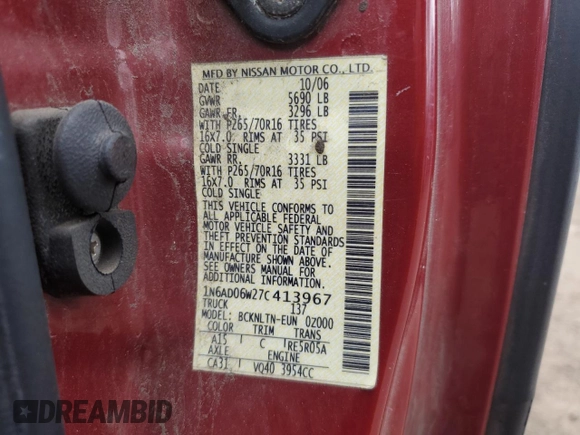 MFD BY NISSAN MOTOR CO., LTD.
DATE 10/06
GVWR 5690 LB
GAWR FR. 3296 LB
WITH P265/70R16 TIRES
16X7.0 RIMS AT 35 PSI
COLD SINGLE
GAWR RR. 3331 LB
WITH P265/70R16 TIRES
16X7.0 RIMS AT 35 PSI
COLD SINGLE
THIS VEHICLE CONFORMS TO
ALL APPLICABLE FEDERAL
MOTOR VEHICLE SAFETY AND
THEFT PREVENTION STANDARDS
IN EFFECT ON THE DATE OF
MANUFACTURE SHOWN ABOVE.
SEE OWNERS MANUAL FOR
ADDITIONAL INFORMATION.
1N6AD06W27C413967
TRUCK 137
MODEL: BCKNLTN-EUN 0Z000
COLOR TRIM TRANS
A15 C RE5R05A
AXLE ENGINE
CA31 VQ40 3954CC
DREAMBID